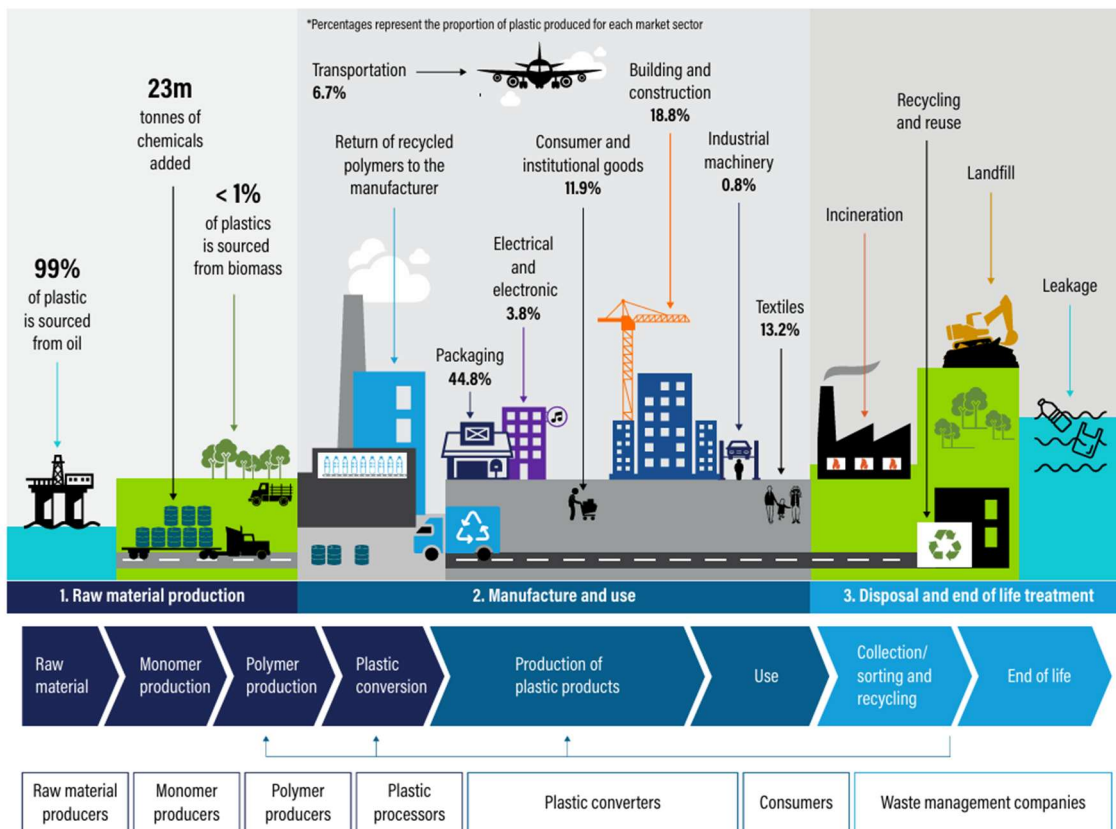 *Percentages represent the proportion of plastic produced for each market sector
99%
of plastic
is sourced
from oil
23m
tonnes of
chemicals
added
< 1%
of plastics
is sourced
from biomass
Transportation
6.7%
Return of recycled
polymers to the
manufacturer
Packaging
44.8%
Electrical
and
electronic
3.8%
Consumer and
institutional goods
11.9%
Building and
construction
18.8%
Industrial
machinery
0.8%
Textiles
13.2%
Incineration
Recycling
and reuse
Landfill
Leakage
1. Raw material production
2. Manufacture and use
3. Disposal and end of life treatment
Raw
material
Monomer
production
Polymer
production
Plastic
conversion
Production of
plastic products
Use
Collection/
sorting and
recycling
End of life
Raw material
producers
Monomer
producers
Polymer
producers
Plastic
processors
Plastic converters
Consumers
Waste management companies